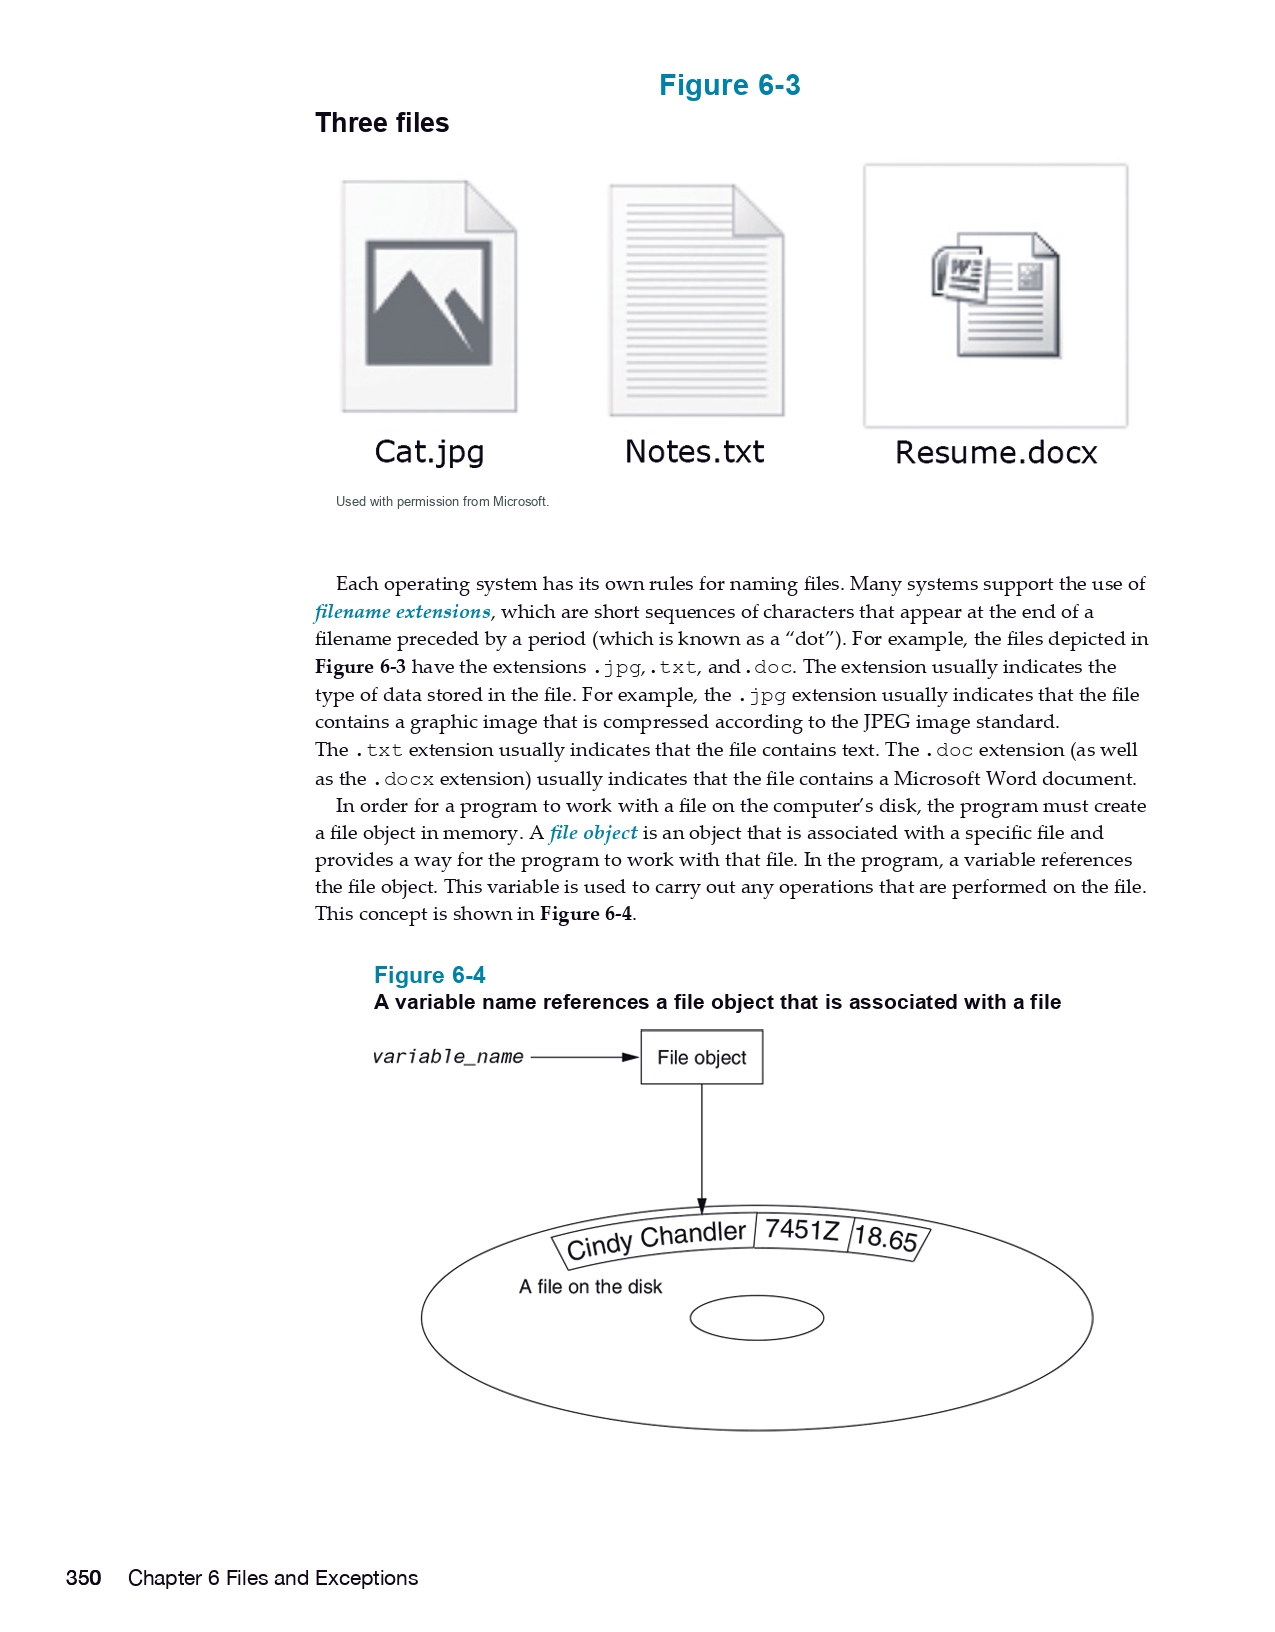 Figure 6-3
Three files
Cat.jpg
Notes.txt
Resume.docx
Used with permission from Microsoft.
Each operating system has its own rules for naming files. Many systems support the use of
filename extensions, which are short sequences of characters that appear at the end of a
filename preceded by a period (which is known as a “dot”). For example, the files depicted in
Figure 6-3 have the extensions .jpg,.txt, and.doc. The extension usually indicates the
type of data stored in the file. For example, the .jpg extension usually indicates that the file
contains a graphic image that is compressed according to the JPEG image standard.
The .txt extension usually indicates that the file contains text. The .doc extension (as well
as the .docx extension) usually indicates that the file contains a Microsoft Word document.
In order for a program to work with a file on the computer’s disk, the program must create
a file object in memory. A file object is an object that is associated with a specific file and
provides a way for the program to work with that file. In the program, a variable references
the file object. This variable is used to carry out any operations that are performed on the file.
This concept is shown in Figure 6-4.
Figure 6-4
A variable name references a file object that is associated with a file
variable_name
File object
Cindy Chandler
7451Z
18.65
A file on the disk
350 Chapter 6 Files and Exceptions